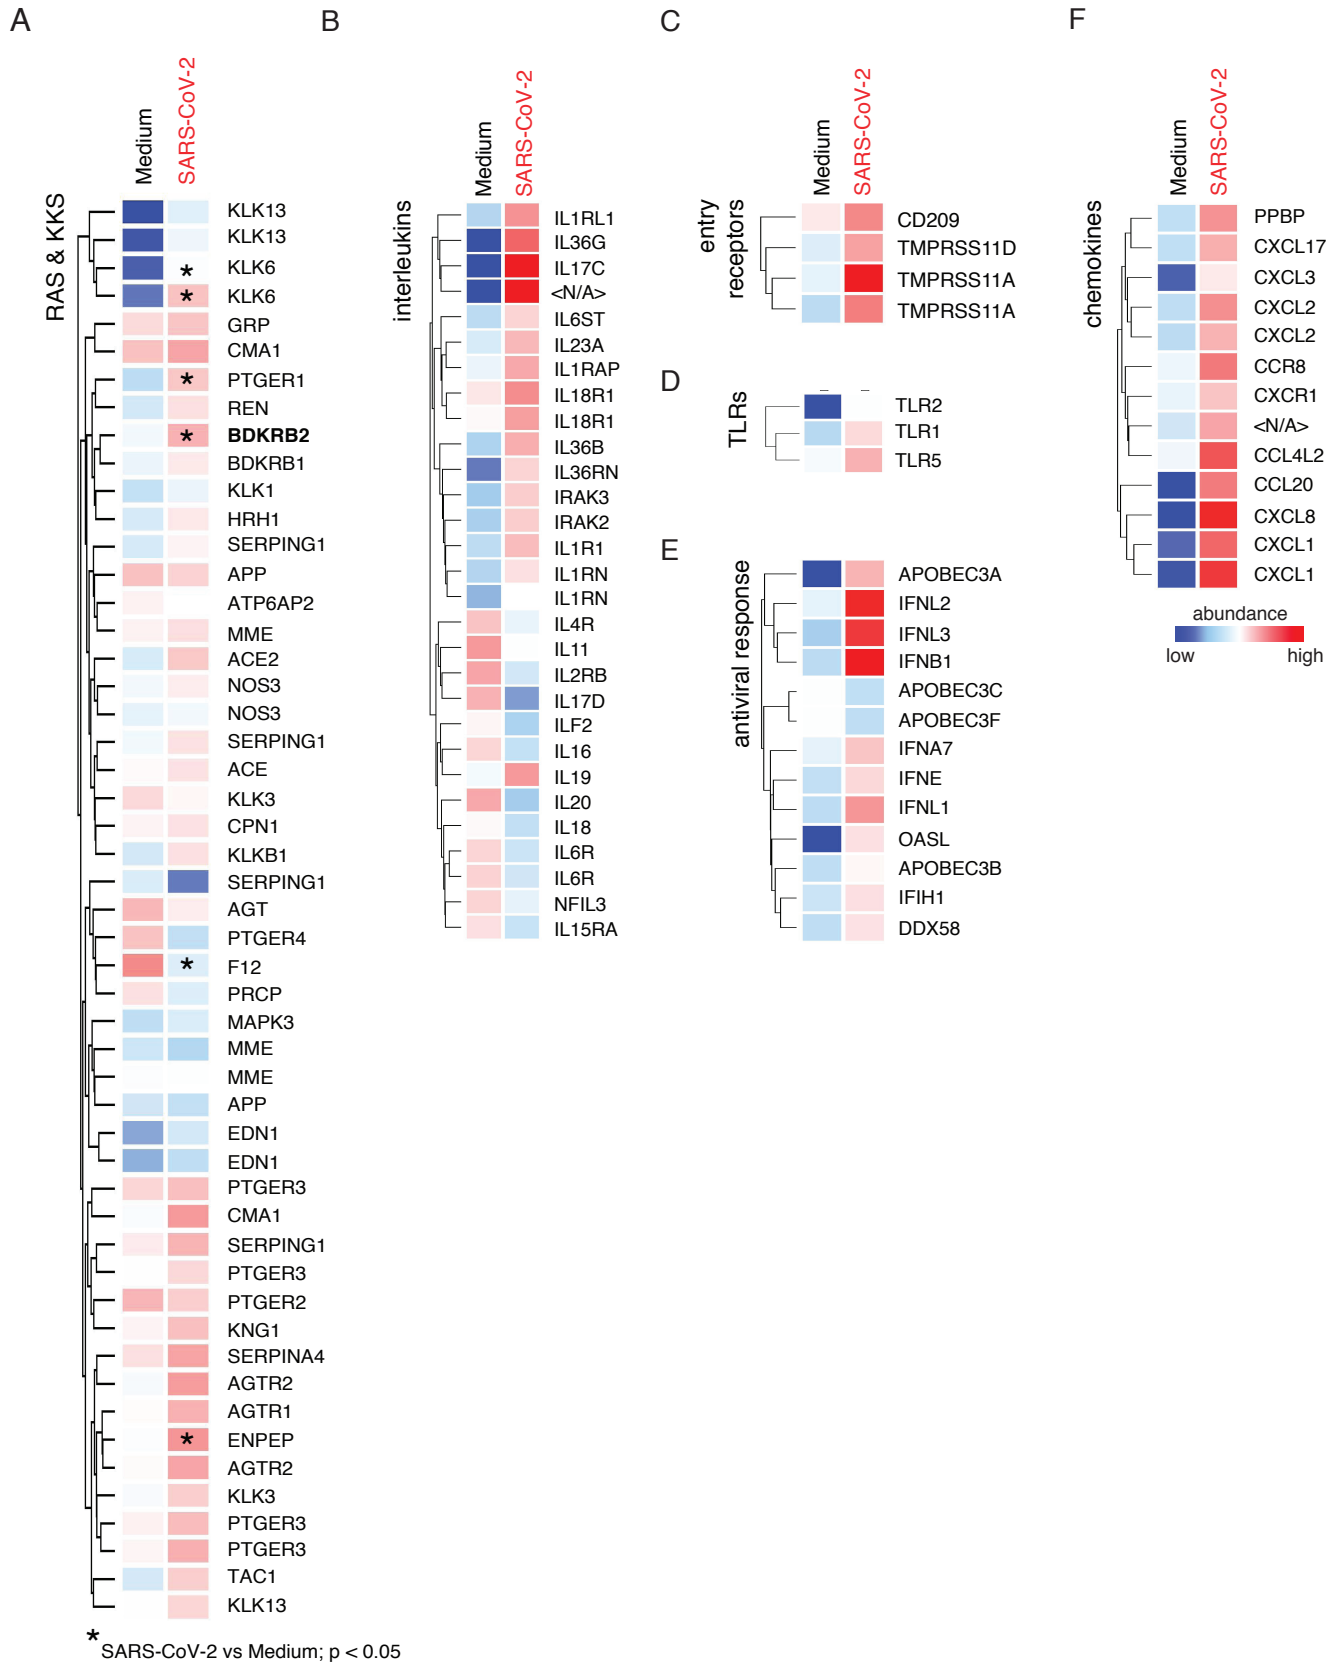 A
RAS & KKS
Medium
SARS-CoV-2
KLK13
KLK13
KLK6
*
KLK6
*
GRP
CMA1
PTGER1
*
REN
BDKRB2
*
BDKRB1
KLK1
HRH1
SERPING1
APP
ATP6AP2
MME
ACE2
NOS3
NOS3
SERPING1
ACE
KLK3
CPN1
KLKB1
SERPING1
AGT
PTGER4
F12
*
PRCP
MAPK3
MME
MME
APP
EDN1
EDN1
PTGER3
CMA1
SERPING1
PTGER3
PTGER2
KNG1
SERPINA4
AGTR2
AGTR1
ENPEP
*
AGTR2
KLK3
PTGER3
PTGER3
TAC1
KLK13
* SARS-CoV-2 vs Medium; p < 0.05
B
interleukins
Medium
SARS-CoV-2
IL1RL1
IL36G
IL17C
<N/A>
IL6ST
IL23A
IL1RAP
IL18R1
IL18R1
IL36B
IL36RN
IRAK3
IRAK2
IL1R1
IL1RN
IL1RN
IL4R
IL11
IL2RB
IL17D
ILF2
IL16
IL19
IL20
IL18
IL6R
IL6R
NFIL3
IL15RA
C
entry
receptors
Medium
SARS-CoV-2
CD209
TMPRSS11D
TMPRSS11A
TMPRSS11A
D
TLRs
TLR2
TLR1
TLR5
E
antiviral response
APOBEC3A
IFNL2
IFNL3
IFNB1
APOBEC3C
APOBEC3F
IFNA7
IFNE
IFNL1
OASL
APOBEC3B
IFIH1
DDX58
F
chemokines
Medium
SARS-CoV-2
PPBP
CXCL17
CXCL3
CXCL2
CXCL2
CCR8
CXCR1
<N/A>
CCL4L2
CCL20
CXCL8
CXCL1
CXCL1
abundance
low high